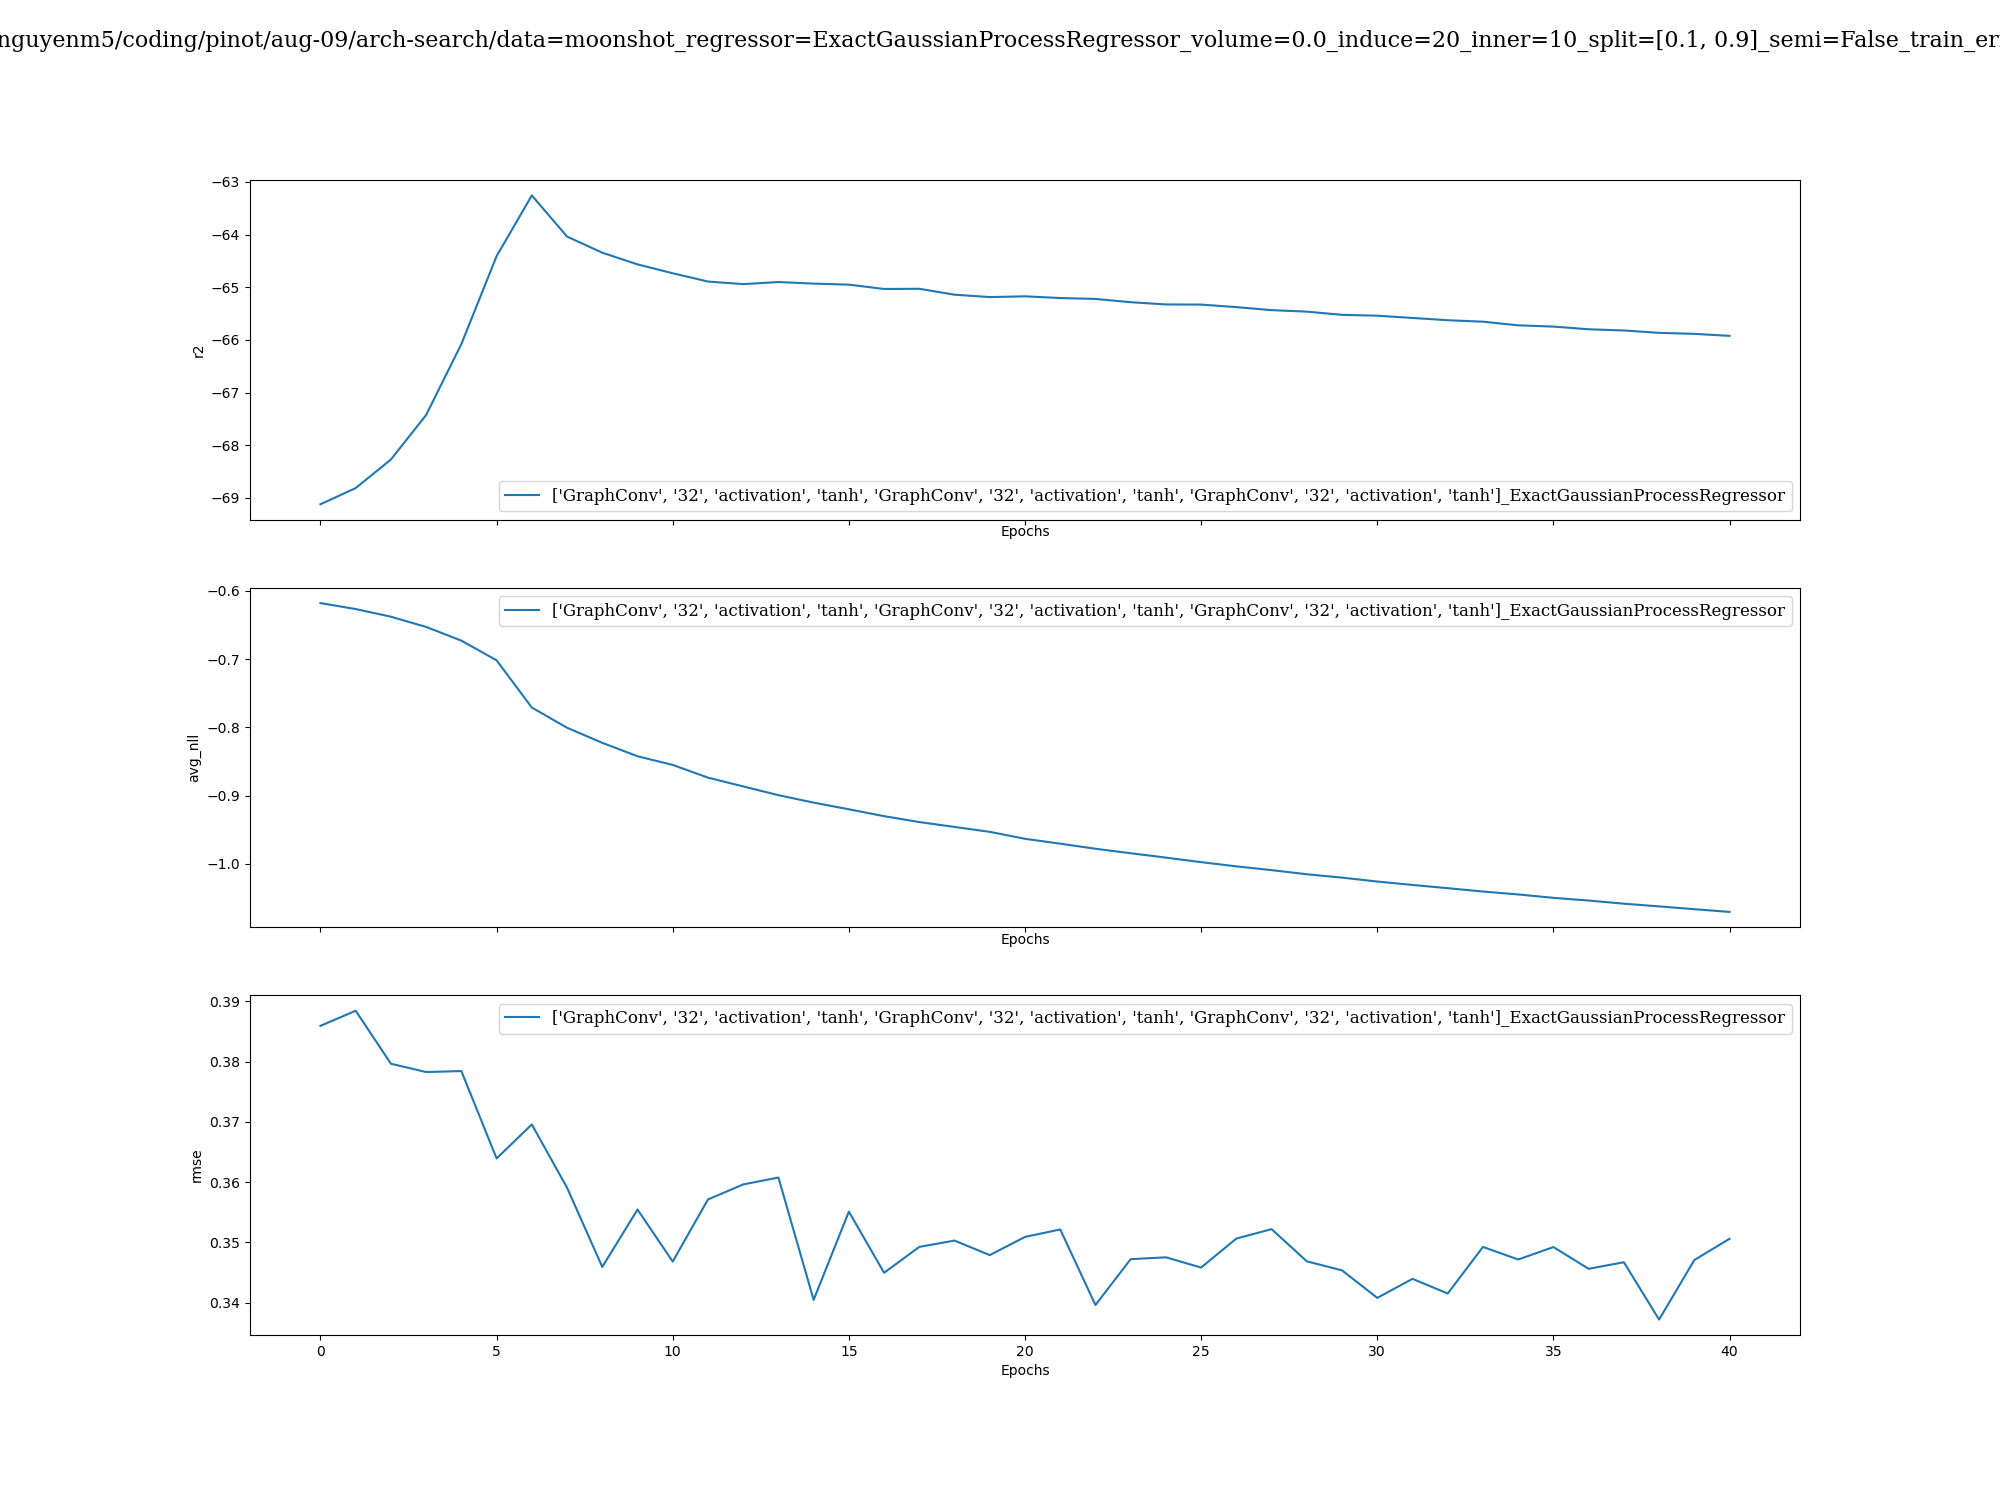 nguyenm5/coding/pinot/aug-09/arch-search/data=moonshot_regressor=ExactGaussianProcessRegressor_volume=0.0_induce=20_inner=10_split=[0.1, 0.9]_semi=False_train_er
−63
−64
−65
−66
−67
−68
−69
r2
['GraphConv', '32', 'activation', 'tanh', 'GraphConv', '32', 'activation', 'tanh', 'GraphConv', '32', 'activation', 'tanh']_ExactGaussianProcessRegressor
Epochs
−0.6
−0.7
−0.8
−0.9
−1.0
avg_nll
['GraphConv', '32', 'activation', 'tanh', 'GraphConv', '32', 'activation', 'tanh', 'GraphConv', '32', 'activation', 'tanh']_ExactGaussianProcessRegressor
Epochs
0.39
0.38
0.37
0.36
0.35
0.34
rmse
['GraphConv', '32', 'activation', 'tanh', 'GraphConv', '32', 'activation', 'tanh', 'GraphConv', '32', 'activation', 'tanh']_ExactGaussianProcessRegressor
0 5 10 15 20 25 30 35 40
Epochs